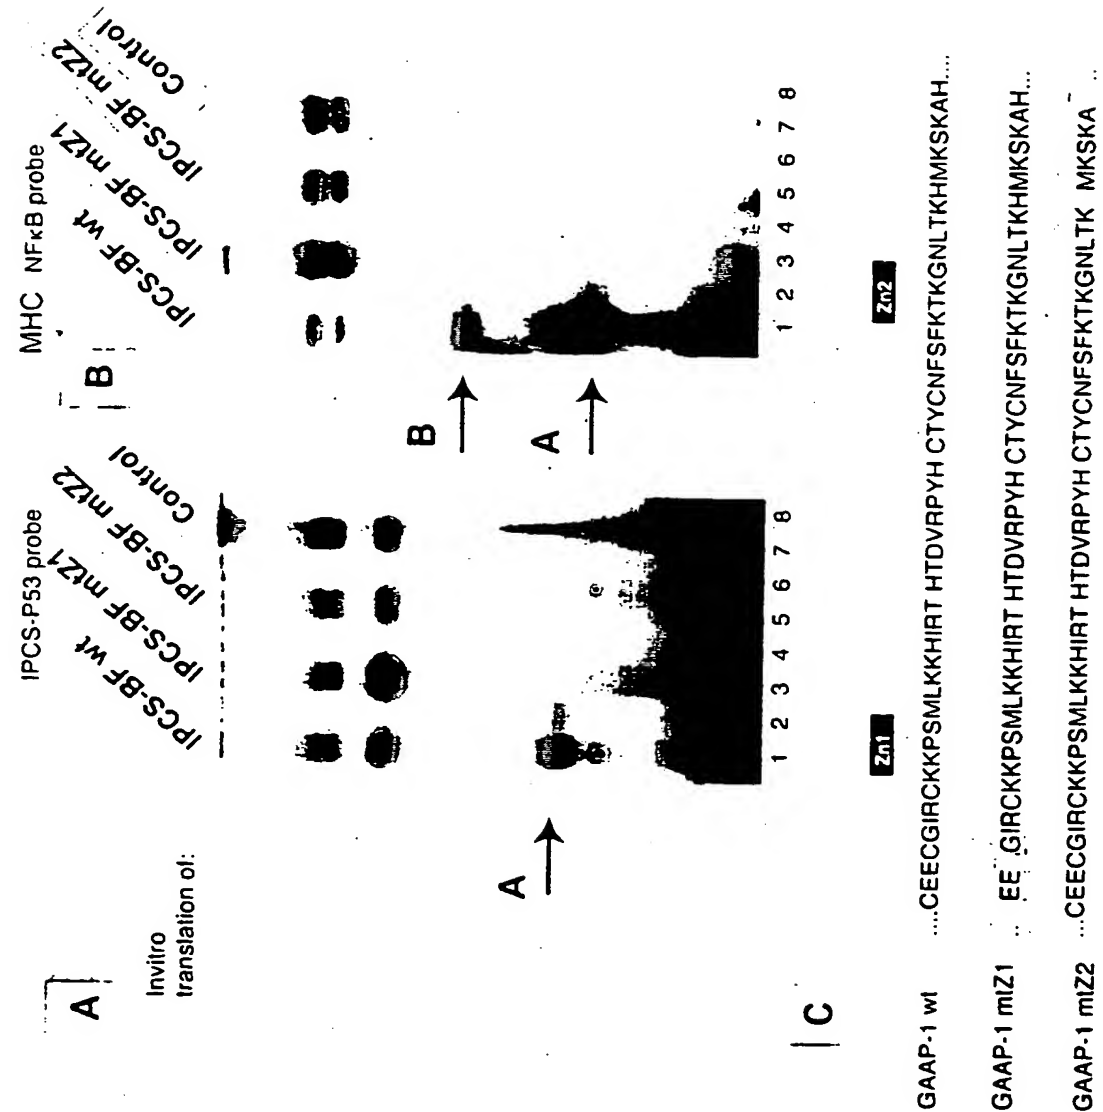 A
IPCS-P53 probe
Invitro
translation of:
IPCS-BF wt
IPCS-BF mtZ1
IPCS-BF mtZ2
Control
A
1 2 3 4 5 6 7 8
B
MHC NFκB probe
IPCS-BF wt
IPCS-BF mtZ1
IPCS-BF mtZ2
Control
B
A
1 2 3 4 5 6 7 8
C
Zn1
Zn2
GAAP-1 wt ....CEECGIRCKKPSMLKKHIRT HTDVRPYH CTYCNFSFKTKGNLTKHMKSKAH....
GAAP-1 mtZ1 .. EE GIRCKKPSMLKKHIRT HTDVRPYH CTYCNFSFKTKGNLTKHMKSKAH...
GAAP-1 mtZ2 ...CEECGIRCKKPSMLKKHIRT HTDVRPYH CTYCNFSFKTKGNLTK MKSKA ..